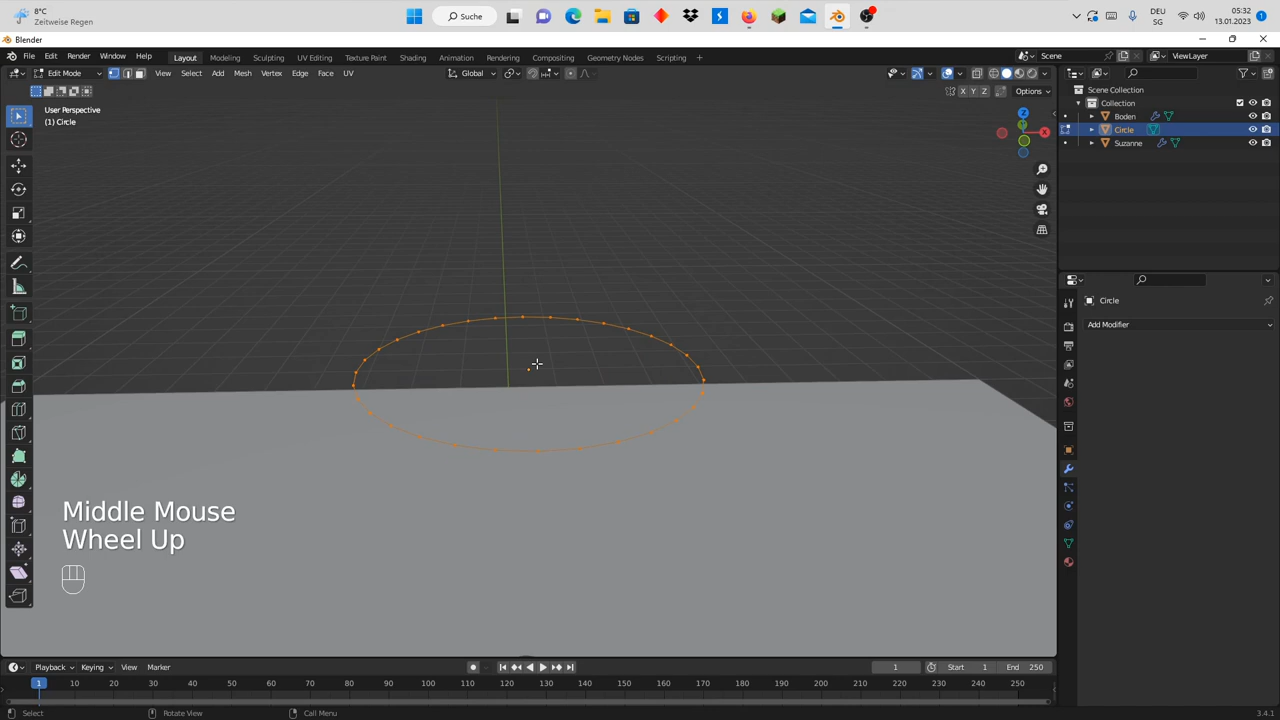 8°C
Zeitweise Regen
Suche
DEU
SG
05:32
13.01.2023
Blender
File Edit Render Window Help
Layout Modeling Sculpting UV Editing Texture Paint Shading Animation Rendering Compositing Geometry Nodes Scripting
Scene
ViewLayer
Edit Mode
View Select Add Mesh Vertex Edge Face UV
Global
X Y Z
Options
User Perspective
(1) Circle
Z
X
Scene Collection
Collection
Boden
Circle
Suzanne
Circle
Add Modifier
Middle Mouse
Wheel Up
Playback Keying View Marker
1
Start 1
End 250
1 10 20 30 40 50 60 70 80 90 100 110 120 130 140 150 160 170 180 190 200 210 220 230 240 250
Select
Rotate View
Call Menu
3.4.1